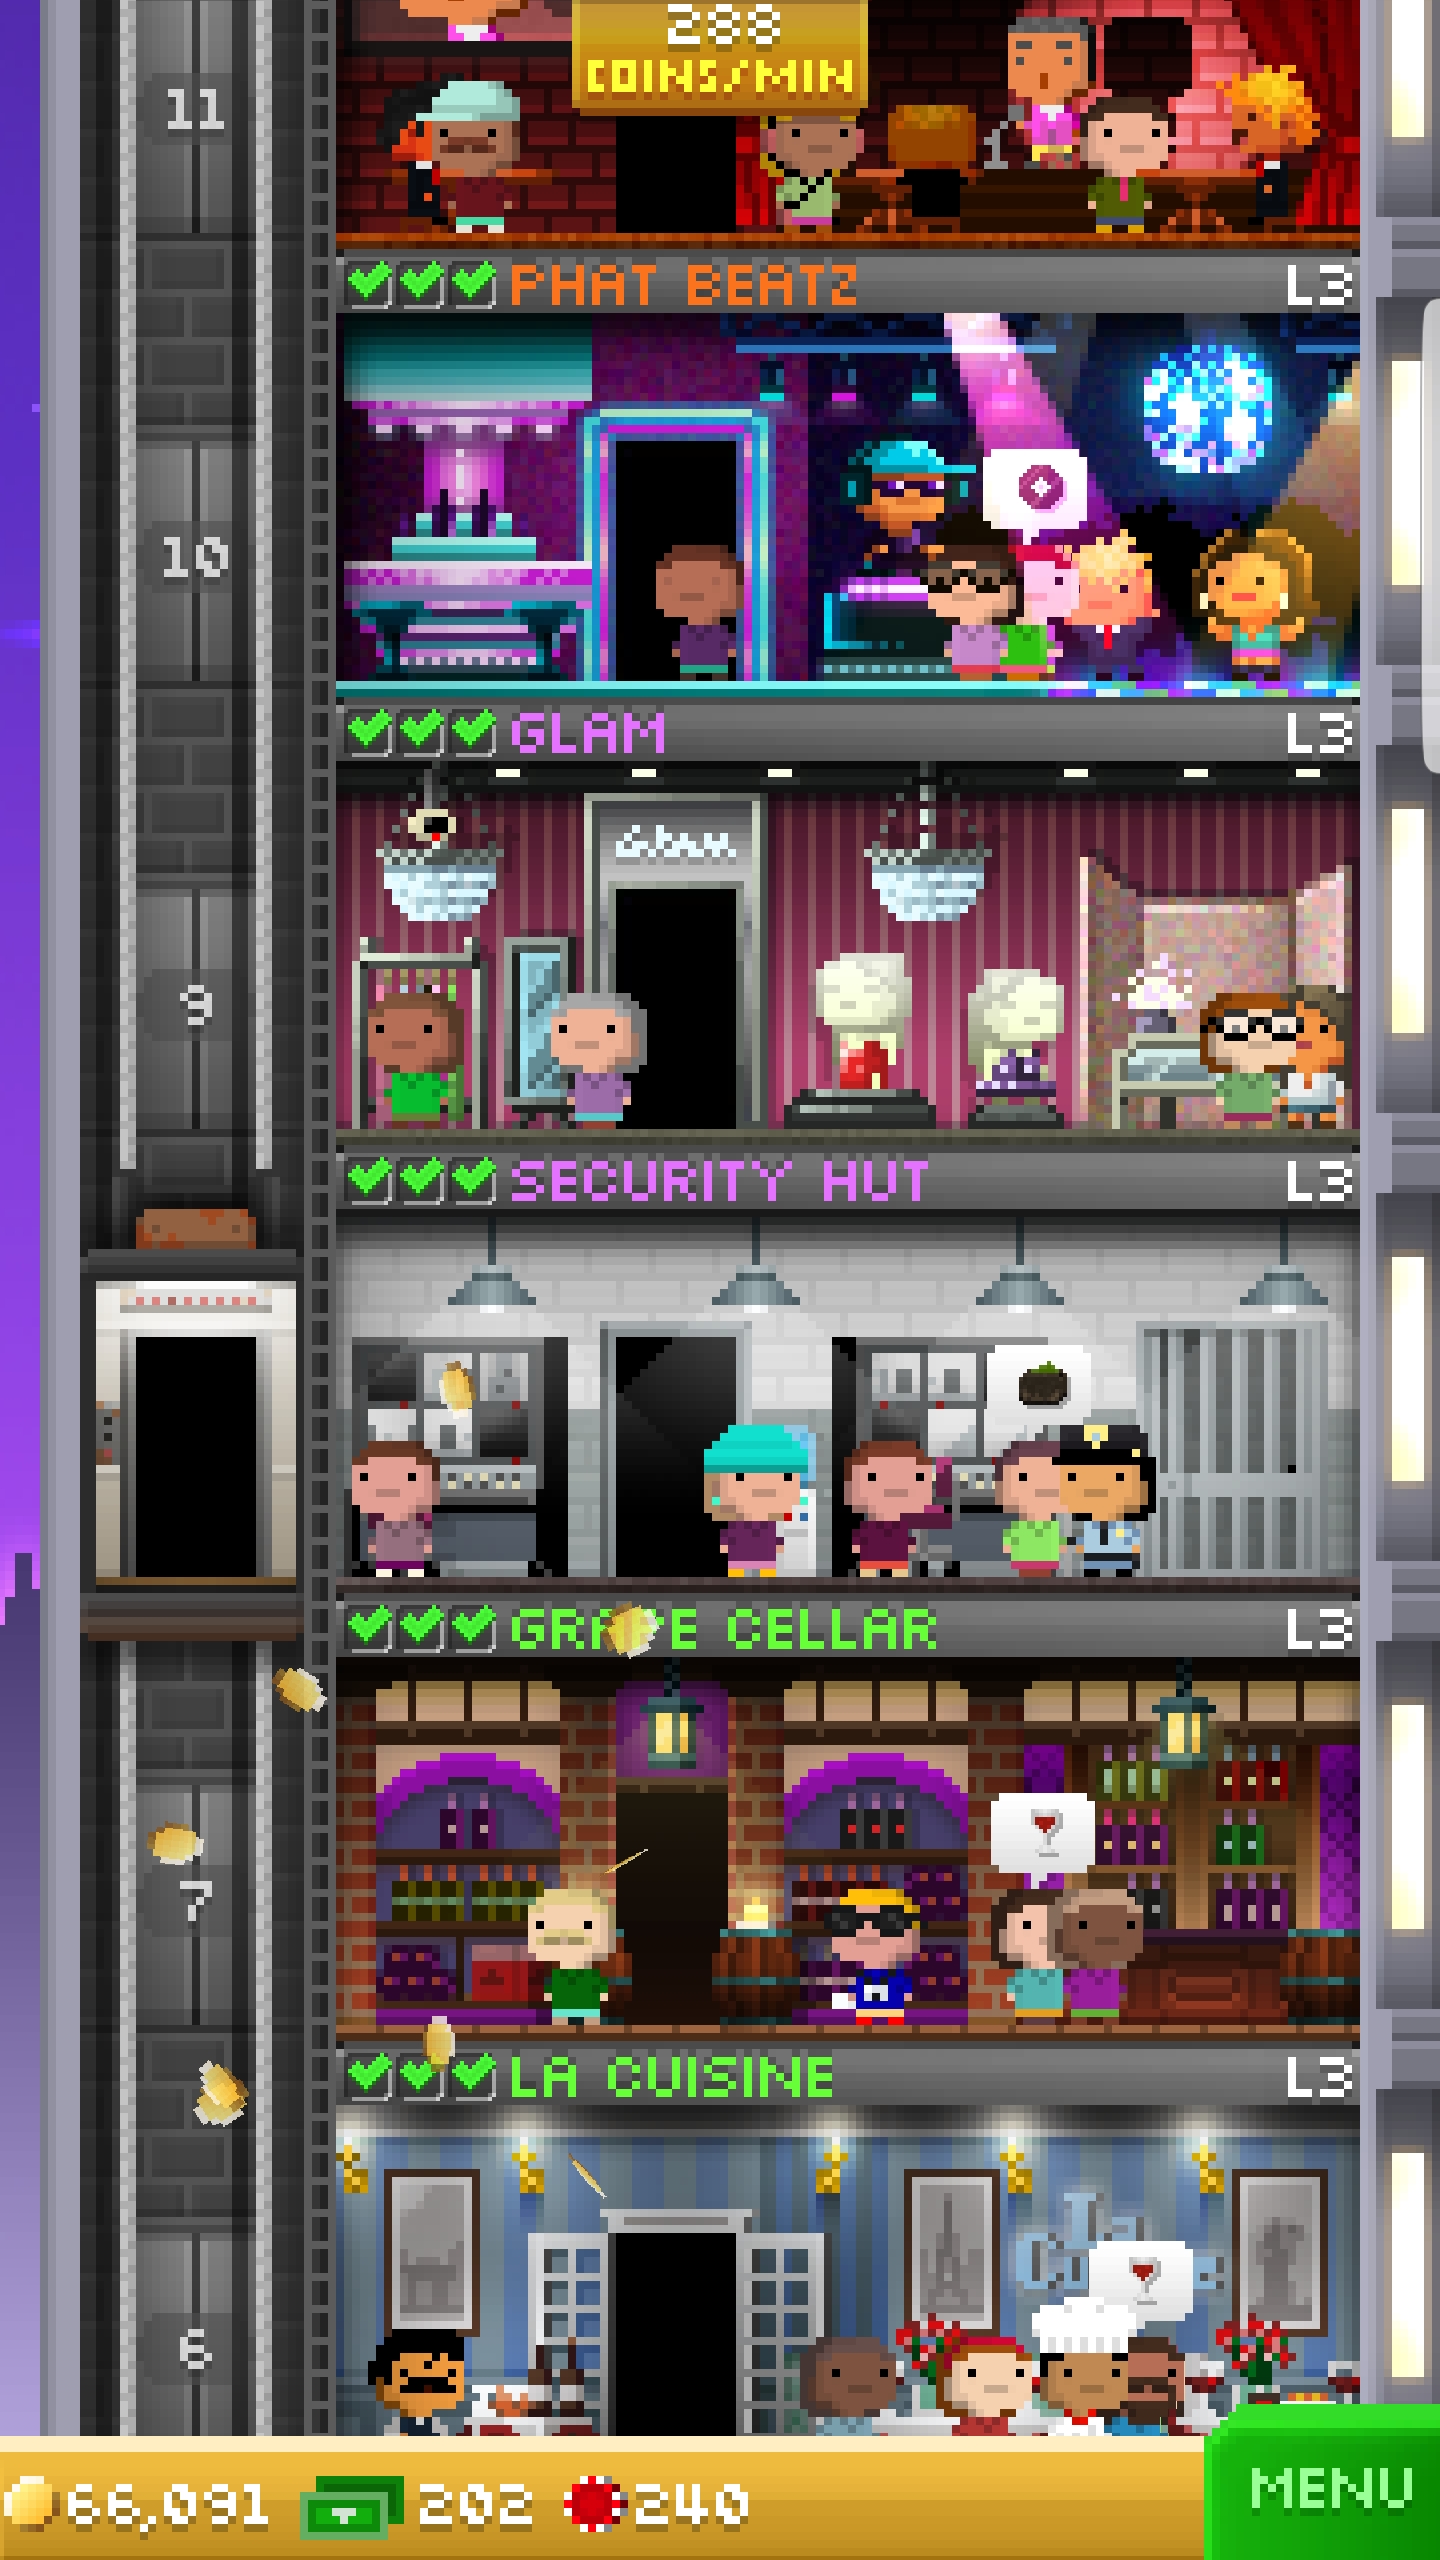 288
COINS/MIN
11
PHAT BEATZ L3
10
GLAM L3
Glam
9
SECURITY HUT L3
GRAPE CELLAR L3
7
LA CUISINE L3
La
6
66,091 202 240
MENU